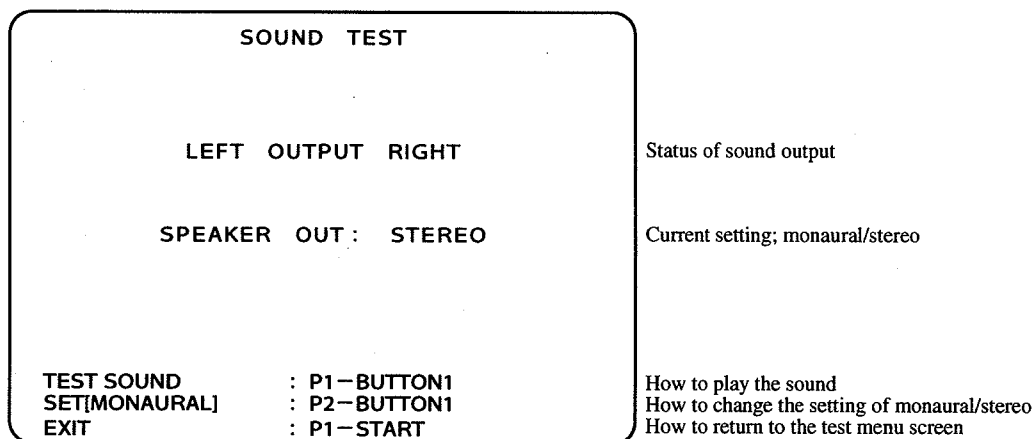 SOUND TEST
LEFT OUTPUT RIGHT Status of sound output
SPEAKER OUT : STEREO Current setting; monaural/stereo
TEST SOUND : P1-BUTTON1 How to play the sound
SET[MONAURAL] : P2-BUTTON1 How to change the setting of monaural/stereo
EXIT : P1-START How to return to the test menu screen